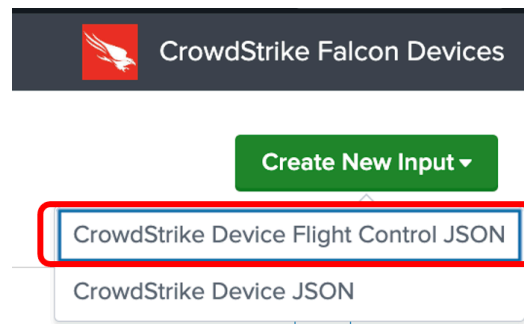 CrowdStrike Falcon Devices
Create New Input
CrowdStrike Device Flight Control JSON
CrowdStrike Device JSON